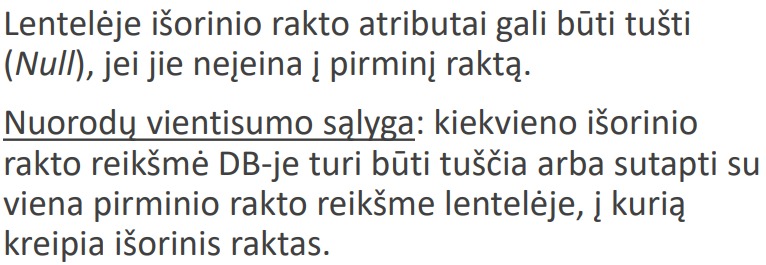 Lentelėje išorinio rakto atributai gali būti tušti
(Null), jei jie neįeina į pirminį raktą.
Nuorodų vientisumo sąlyga: kiekvieno išorinio
rakto reikšmė DB-je turi būti tuščia arba sutapti su
viena pirminio rakto reikšme lentelėje, į kurią
kreipia išorinis raktas.